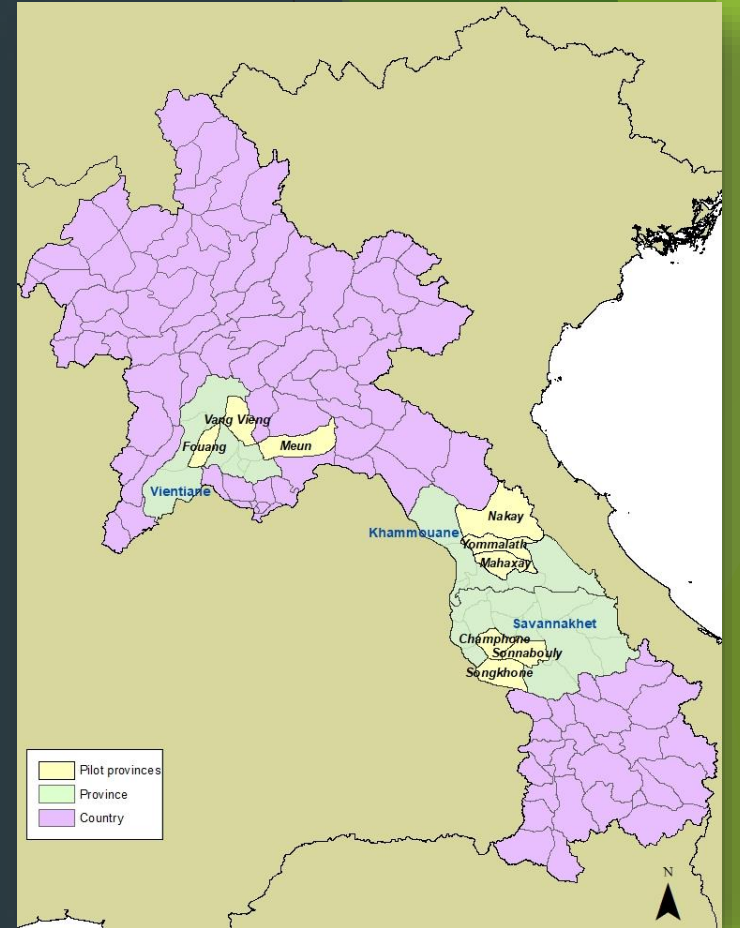 Vang Vieng
Fouang
Meun
Vientiane
Nakay
Khammouane
Yommalath
Mahaxay
Savannakhet
Champhone
Sonnabouly
Songkhone
Pilot provinces
Province
Country
N